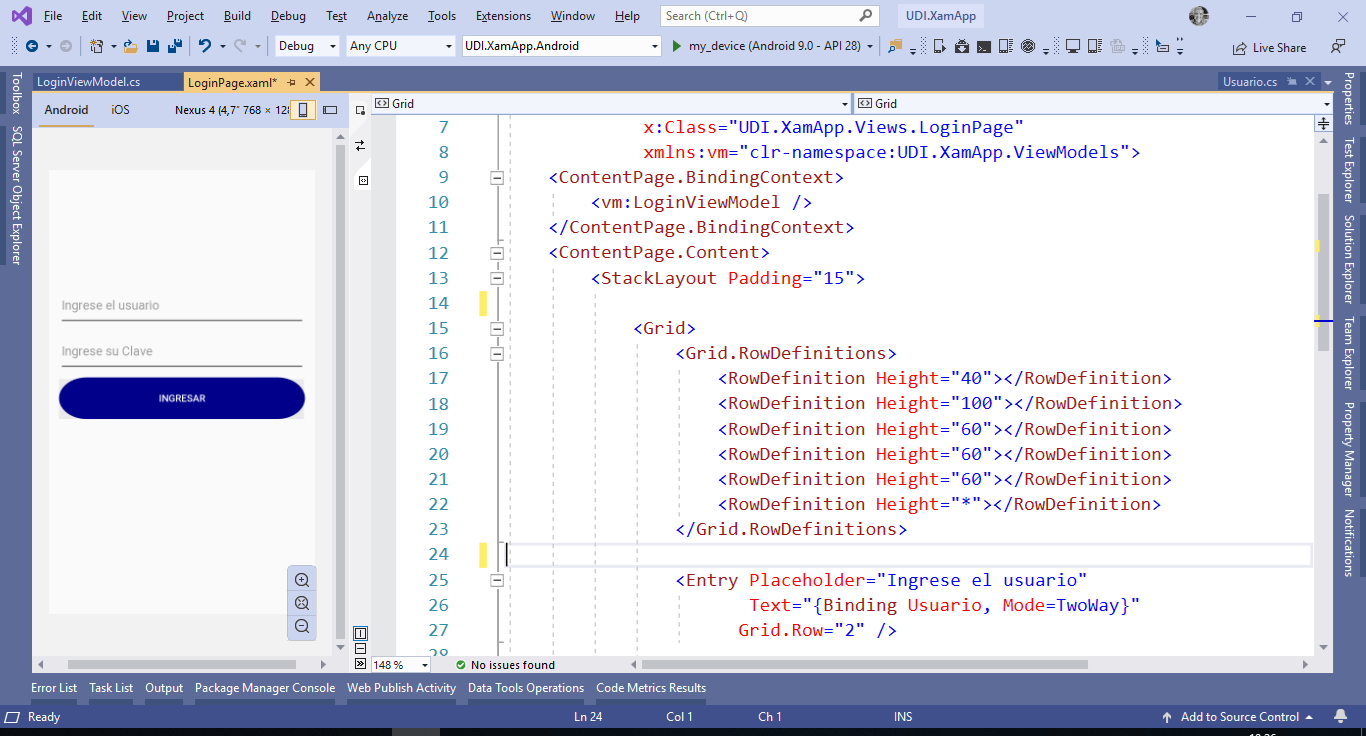 File Edit View Project Build Debug Test Analyze Tools Extensions Window Help Search (Ctrl+Q) UDI.XamApp
Debug Any CPU UDI.XamApp.Android my_device (Android 9.0 - API 28) Live Share
LoginViewModel.cs LoginPage.xaml* Usuario.cs
Android iOS Nexus 4 (4,7" 768 × 128
Grid Grid
Toolbox
SQL Server Object Explorer
Ingrese el usuario
Ingrese su Clave
INGRESAR
7 x:Class="UDI.XamApp.Views.LoginPage"
8 xmlns:vm="clr-namespace:UDI.XamApp.ViewModels">
9 <ContentPage.BindingContext>
10 <vm:LoginViewModel />
11 </ContentPage.BindingContext>
12 <ContentPage.Content>
13 <StackLayout Padding="15">
14
15 <Grid>
16 <Grid.RowDefinitions>
17 <RowDefinition Height="40"></RowDefinition>
18 <RowDefinition Height="100"></RowDefinition>
19 <RowDefinition Height="60"></RowDefinition>
20 <RowDefinition Height="60"></RowDefinition>
21 <RowDefinition Height="60"></RowDefinition>
22 <RowDefinition Height="*"></RowDefinition>
23 </Grid.RowDefinitions>
24
25 <Entry Placeholder="Ingrese el usuario"
26 Text="{Binding Usuario, Mode=TwoWay}"
27 Grid.Row="2" />
28
Properties
Test Explorer
Solution Explorer
Team Explorer
Property Manager
Notifications
148 % No issues found
Error List Task List Output Package Manager Console Web Publish Activity Data Tools Operations Code Metrics Results
Ready Ln 24 Col 1 Ch 1 INS Add to Source Control